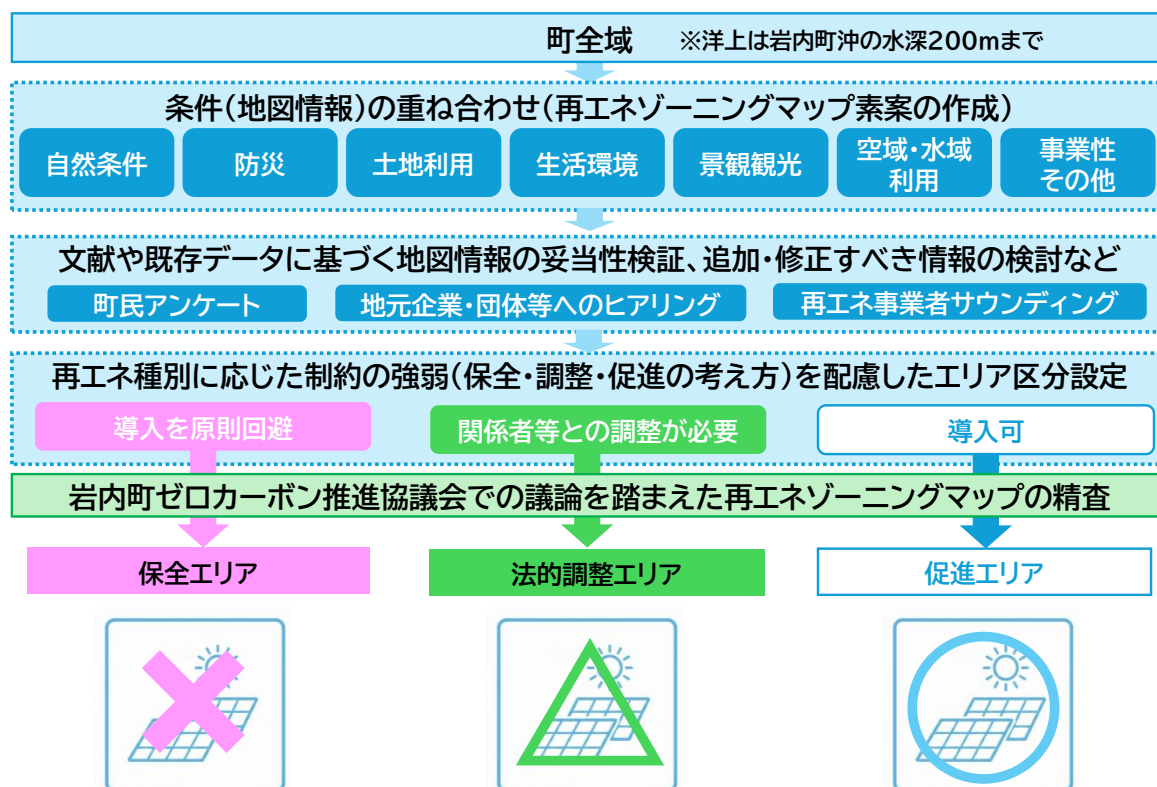 町全域 ※洋上は岩内町沖の水深200mまで
条件(地図情報)の重ね合わせ(再エネゾーニングマップ素案の作成)
自然条件
防災
土地利用
生活環境
景観観光
空域・水域
利用
事業性
その他
文献や既存データに基づく地図情報の妥当性検証、追加・修正すべき情報の検討など
町民アンケート
地元企業・団体等へのヒアリング
再エネ事業者サウンディング
再エネ種別に応じた制約の強弱(保全・調整・促進の考え方)を配慮したエリア区分設定
導入を原則回避
関係者等との調整が必要
導入可
岩内町ゼロカーボン推進協議会での議論を踏まえた再エネゾーニングマップの精査
保全エリア
法的調整エリア
促進エリア